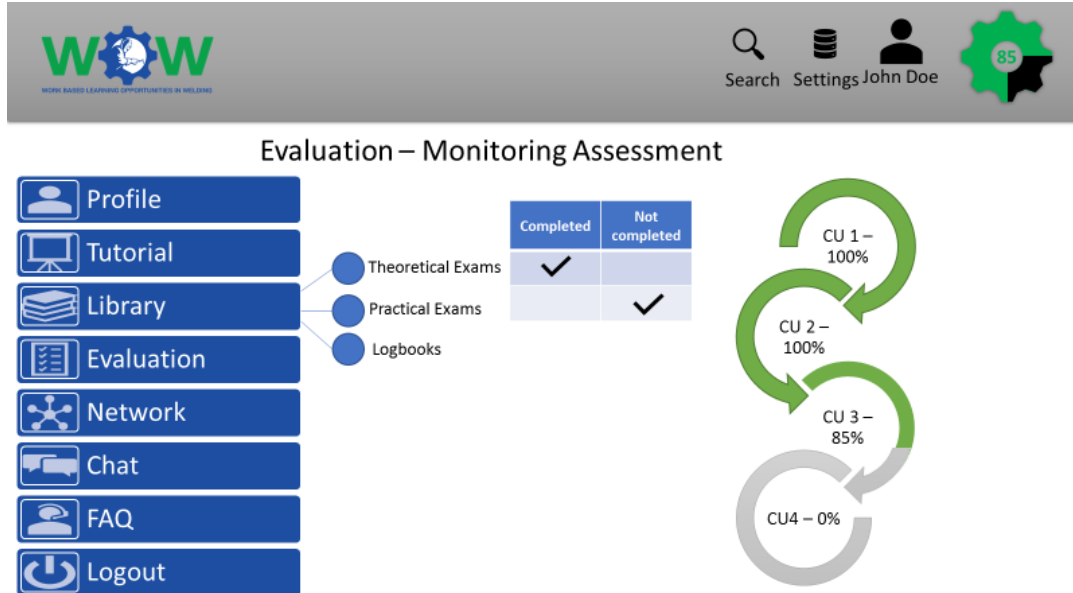 WOW
WORK BASED LEARNING OPPORTUNITIES IN WELDING
Search
Settings
John Doe
85
Evaluation – Monitoring Assessment
Profile
Tutorial
Library
Evaluation
Network
Chat
FAQ
Logout
Theoretical Exams
Practical Exams
Logbooks
Completed
Not
completed
CU 1 –
100%
CU 2 –
100%
CU 3 –
85%
CU4 – 0%